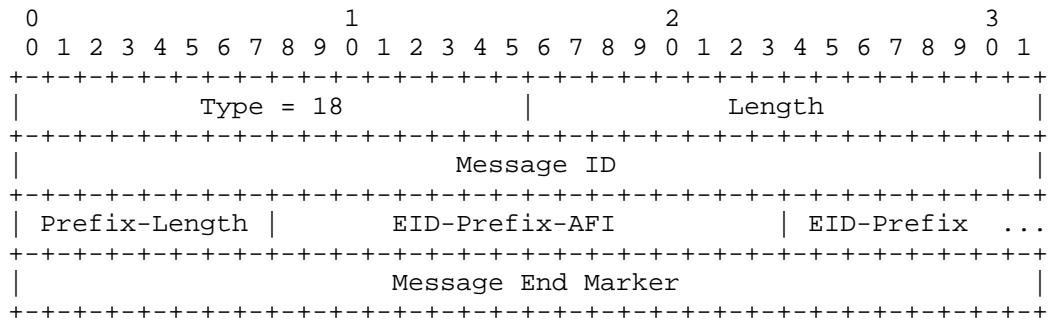 0                   1                   2                   3
 0 1 2 3 4 5 6 7 8 9 0 1 2 3 4 5 6 7 8 9 0 1 2 3 4 5 6 7 8 9 0 1
+-+-+-+-+-+-+-+-+-+-+-+-+-+-+-+-+-+-+-+-+-+-+-+-+-+-+-+-+-+-+-+-+
|           Type = 18           |            Length             |
+-+-+-+-+-+-+-+-+-+-+-+-+-+-+-+-+-+-+-+-+-+-+-+-+-+-+-+-+-+-+-+-+
|                           Message ID                          |
+-+-+-+-+-+-+-+-+-+-+-+-+-+-+-+-+-+-+-+-+-+-+-+-+-+-+-+-+-+-+-+-+
| Prefix-Length |       EID-Prefix-AFI          | EID-Prefix  ...
+-+-+-+-+-+-+-+-+-+-+-+-+-+-+-+-+-+-+-+-+-+-+-+-+-+-+-+-+-+-+-+-+
|                       Message End Marker                      |
+-+-+-+-+-+-+-+-+-+-+-+-+-+-+-+-+-+-+-+-+-+-+-+-+-+-+-+-+-+-+-+-+